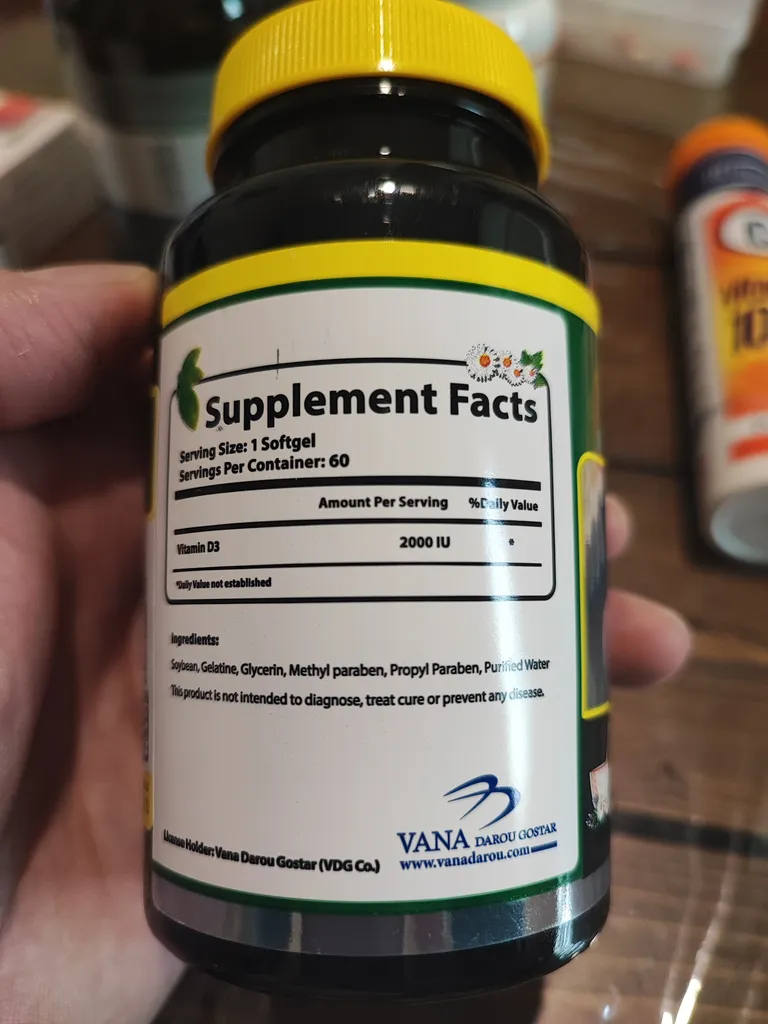 Supplement Facts
Serving Size: 1 Softgel
Servings Per Container: 60
Amount Per Serving %Daily Value
Vitamin D3 2000 IU *
*Daily Value not established
Ingredients:
Soybean, Gelatine, Glycerin, Methyl paraben, Propyl Paraben, Purified Water
This product is not intended to diagnose, treat cure or prevent any disease.
VANA DAROU GOSTAR
www.vanadarou.com
License Holder: Vana Darou Gostar (VDG Co.)